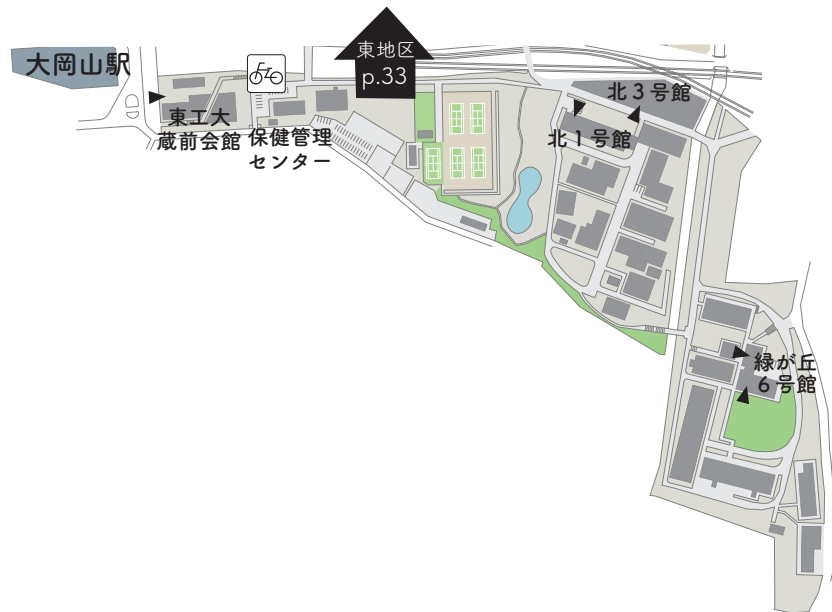 東地区
p.33
大岡山駅
東工大
蔵前会館
保健管理
センター
北3号館
北1号館
緑が丘
6号館